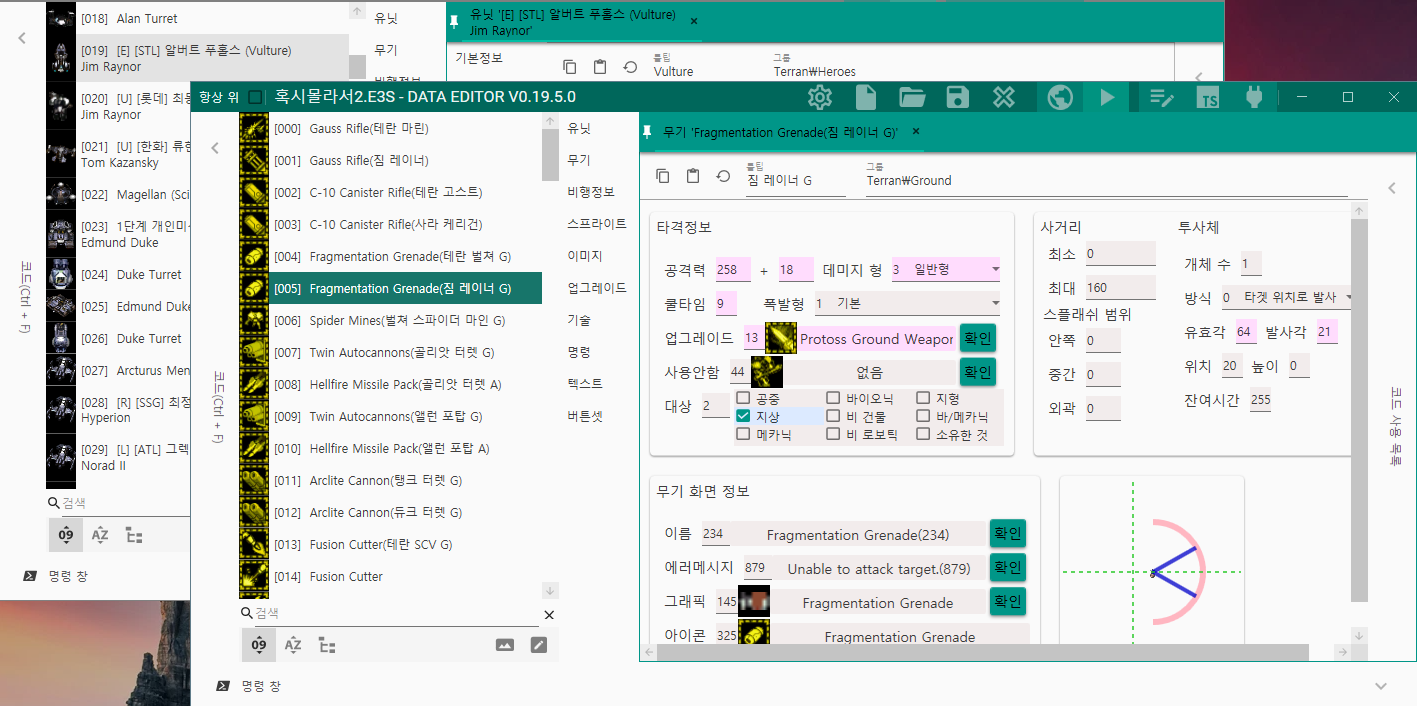 [018] Alan Turret
[019] [E] [STL] 알버트 푸홀스 (Vulture)
Jim Raynor
[020] [U] [롯데] 최동
Jim Raynor
[021] [U] [한화] 류현
Tom Kazansky
[022] Magellan (Sci
[023] 1단계 개인미
Edmund Duke
[024] Duke Turret
[025] Edmund Duke
[026] Duke Turret
[027] Arcturus Men
[028] [R] [SSG] 최정
Hyperion
[029] [L] [ATL] 그렉
Norad II
검색
09
AZ
명령 창
코드(Ctrl + F)
유닛
무기
비행정보
유닛 '[E] [STL] 알버트 푸홀스 (Vulture)
Jim Raynor'
기본정보
툴팁
Vulture
그룹
Terran₩Heroes
항상 위
혹시몰라서2.E3S - DATA EDITOR V0.19.5.0
TS
[000] Gauss Rifle(테란 마린)
[001] Gauss Rifle(짐 레이너)
[002] C-10 Canister Rifle(테란 고스트)
[003] C-10 Canister Rifle(사라 케리건)
[004] Fragmentation Grenade(테란 벌쳐 G)
[005] Fragmentation Grenade(짐 레이너 G)
[006] Spider Mines(벌쳐 스파이더 마인 G)
[007] Twin Autocannons(골리앗 터렛 G)
[008] Hellfire Missile Pack(골리앗 터렛 A)
[009] Twin Autocannons(앨런 포탑 G)
[010] Hellfire Missile Pack(앨런 포탑 A)
[011] Arclite Cannon(탱크 터렛 G)
[012] Arclite Cannon(듀크 터렛 G)
[013] Fusion Cutter(테란 SCV G)
[014] Fusion Cutter
검색
09
AZ
명령 창
코드(Ctrl + F)
유닛
무기
비행정보
스프라이트
이미지
업그레이드
기술
명령
텍스트
버튼셋
무기 'Fragmentation Grenade(짐 레이너 G)'
툴팁
짐 레이너 G
그룹
Terran₩Ground
타격정보
공격력 258 + 18 데미지 형 3 일반형
쿨타임 9 폭발형 1 기본
업그레이드 13 Protoss Ground Weapor 확인
사용안함 44 없음 확인
대상 2
공중 바이오닉 지형
지상 비 건물 바/메카닉
메카닉 비 로보틱 소유한 것
사거리
최소 0
최대 160
스플래쉬 범위
안쪽 0
중간 0
외곽 0
투사체
개체 수 1
방식 0 타겟 위치로 발사
유효각 64 발사각 21
위치 20 높이 0
잔여시간 255
무기 화면 정보
이름 234 Fragmentation Grenade(234) 확인
에러메시지 879 Unable to attack target.(879) 확인
그래픽 145 Fragmentation Grenade 확인
아이콘 325 Fragmentation Grenade
코드 사용 목록